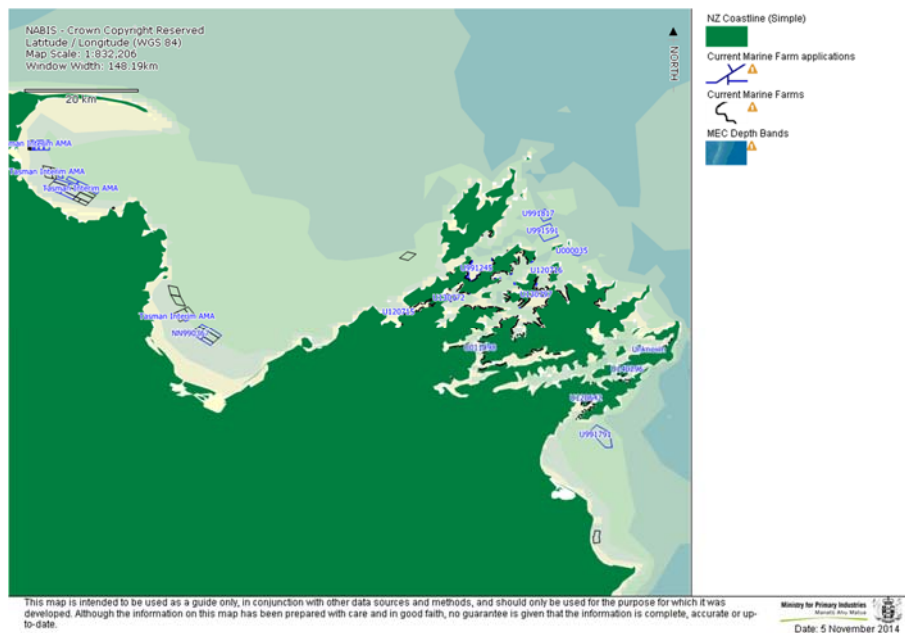 NABIS - Crown Copyright Reserved
Latitude / Longitude (WGS 84)
Map Scale: 1:832,206
Window Width: 148.19km
20 km
NORTH
man Interim AMA
Tasman Interim AMA
Tasman Interim AMA
U991817
U991591
U000035
U120716
U120715
Tasman Interim AMA
Unknown
U991791
NZ Coastline (Simple)
Current Marine Farm applications
Current Marine Farms
MEC Depth Bands
This map is intended to be used as a guide only, in conjunction with other data sources and methods, and should only be used for the purpose for which it was
developed. Although the information on this map has been prepared with care and in good faith, no guarantee is given that the information is complete, accurate or up-
to-date.
Ministry for Primary Industries
Manatū Ahu Matua
Date: 5 November 2014